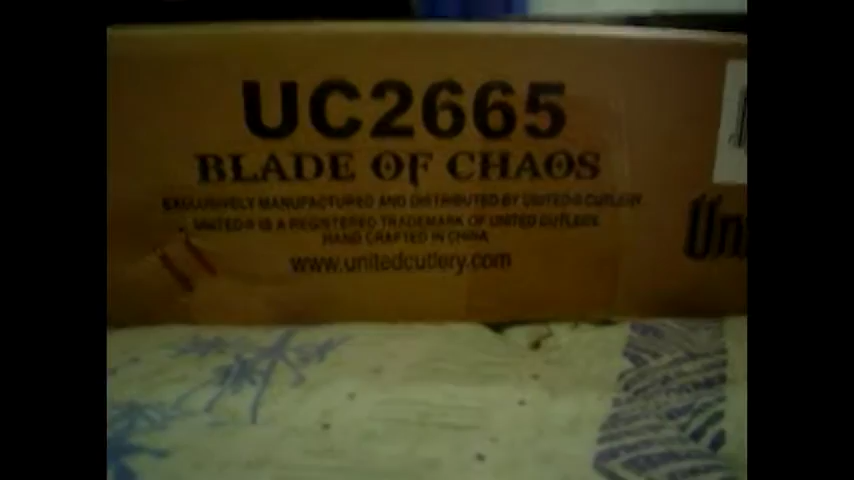 UC2665
BLADE OF CHAOS
EXCLUSIVELY MANUFACTURED AND DISTRIBUTED BY UNITED® CUTLERY
UNITED® IS A REGISTERED TRADEMARK OF UNITED CUTLERY
HAND CRAFTED IN CHINA
www.unitedcutlery.com
Un